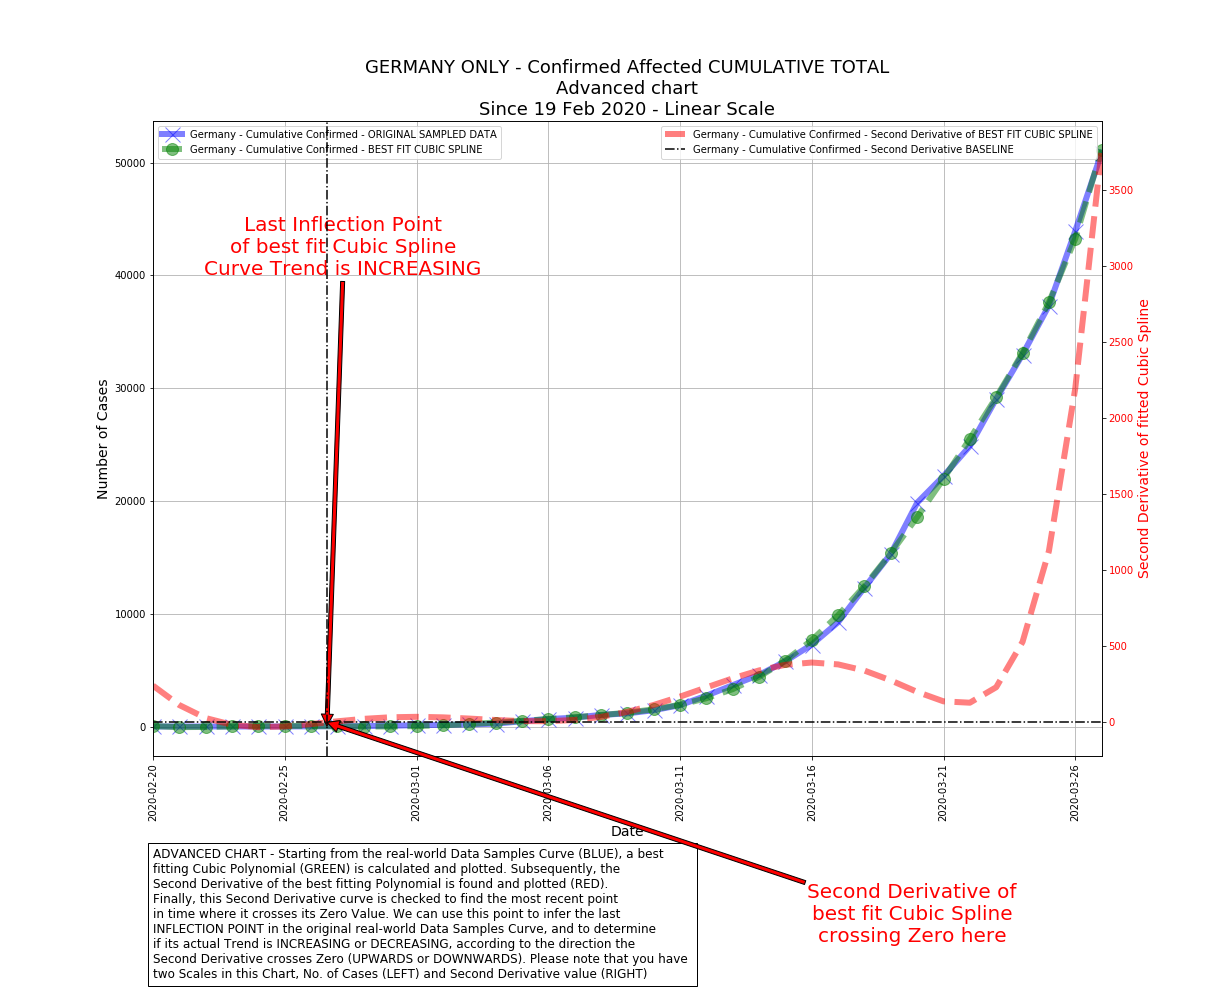 GERMANY ONLY - Confirmed Affected CUMULATIVE TOTAL
Advanced chart
Since 19 Feb 2020 - Linear Scale
Germany - Cumulative Confirmed - ORIGINAL SAMPLED DATA
Germany - Cumulative Confirmed - BEST FIT CUBIC SPLINE
Germany - Cumulative Confirmed - Second Derivative of BEST FIT CUBIC SPLINE
Germany - Cumulative Confirmed - Second Derivative BASELINE
Last Inflection Point
of best fit Cubic Spline
Curve Trend is INCREASING
Number of Cases
50000
40000
30000
20000
10000
0
Second Derivative of fitted Cubic Spline
3500
3000
2500
2000
1500
1000
500
0
2020-02-20
2020-02-25
2020-03-01
2020-03-06
2020-03-11
2020-03-16
2020-03-21
2020-03-26
Date
ADVANCED CHART - Starting from the real-world Data Samples Curve (BLUE), a best
fitting Cubic Polynomial (GREEN) is calculated and plotted. Subsequently, the
Second Derivative of the best fitting Polynomial is found and plotted (RED).
Finally, this Second Derivative curve is checked to find the most recent point
in time where it crosses its Zero Value. We can use this point to infer the last
INFLECTION POINT in the original real-world Data Samples Curve, and to determine
if its actual Trend is INCREASING or DECREASING, according to the direction the
Second Derivative crosses Zero (UPWARDS or DOWNWARDS). Please note that you have
two Scales in this Chart, No. of Cases (LEFT) and Second Derivative value (RIGHT)
Second Derivative of
best fit Cubic Spline
crossing Zero here